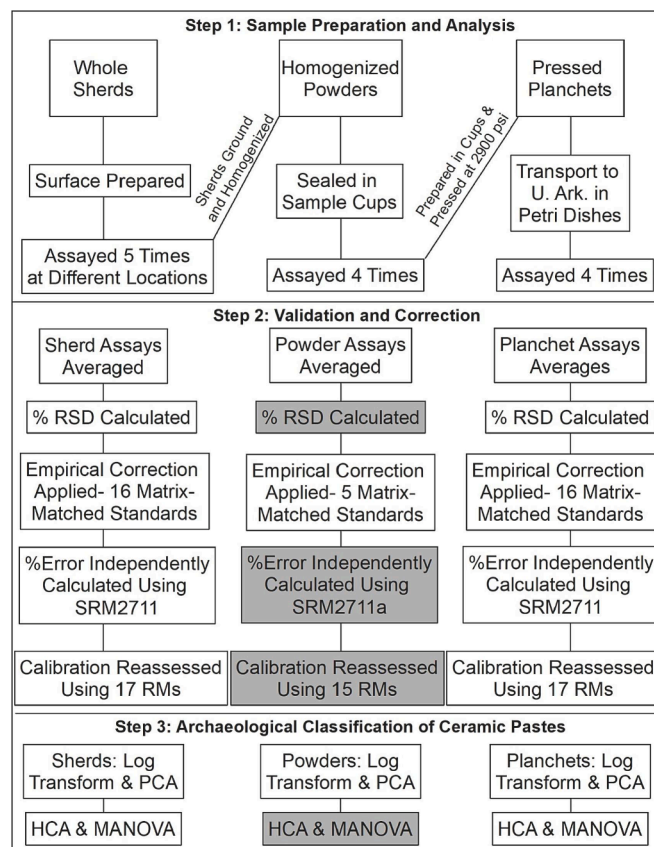 Step 1: Sample Preparation and Analysis
Whole
Sherds
Surface Prepared
Assayed 5 Times
at Different Locations
Sherds Ground
and Homogenized
Homogenized
Powders
Sealed in
Sample Cups
Assayed 4 Times
Prepared in Cups &
Pressed at 2900 psi
Pressed
Planchets
Transport to
U. Ark. in
Petri Dishes
Assayed 4 Times
Step 2: Validation and Correction
Sherd Assays
Averaged
% RSD Calculated
Empirical Correction
Applied- 16 Matrix-
Matched Standards
%Error Independently
Calculated Using
SRM2711
Calibration Reassessed
Using 17 RMs
Powder Assays
Averaged
% RSD Calculated
Empirical Correction
Applied- 5 Matrix-
Matched Standards
%Error Independently
Calculated Using
SRM2711a
Calibration Reassessed
Using 15 RMs
Planchet Assays
Averages
% RSD Calculated
Empirical Correction
Applied- 16 Matrix-
Matched Standards
%Error Independently
Calculated Using
SRM2711
Calibration Reassessed
Using 17 RMs
Step 3: Archaeological Classification of Ceramic Pastes
Sherds: Log
Transform & PCA
HCA & MANOVA
Powders: Log
Transform & PCA
HCA & MANOVA
Planchets: Log
Transform & PCA
HCA & MANOVA